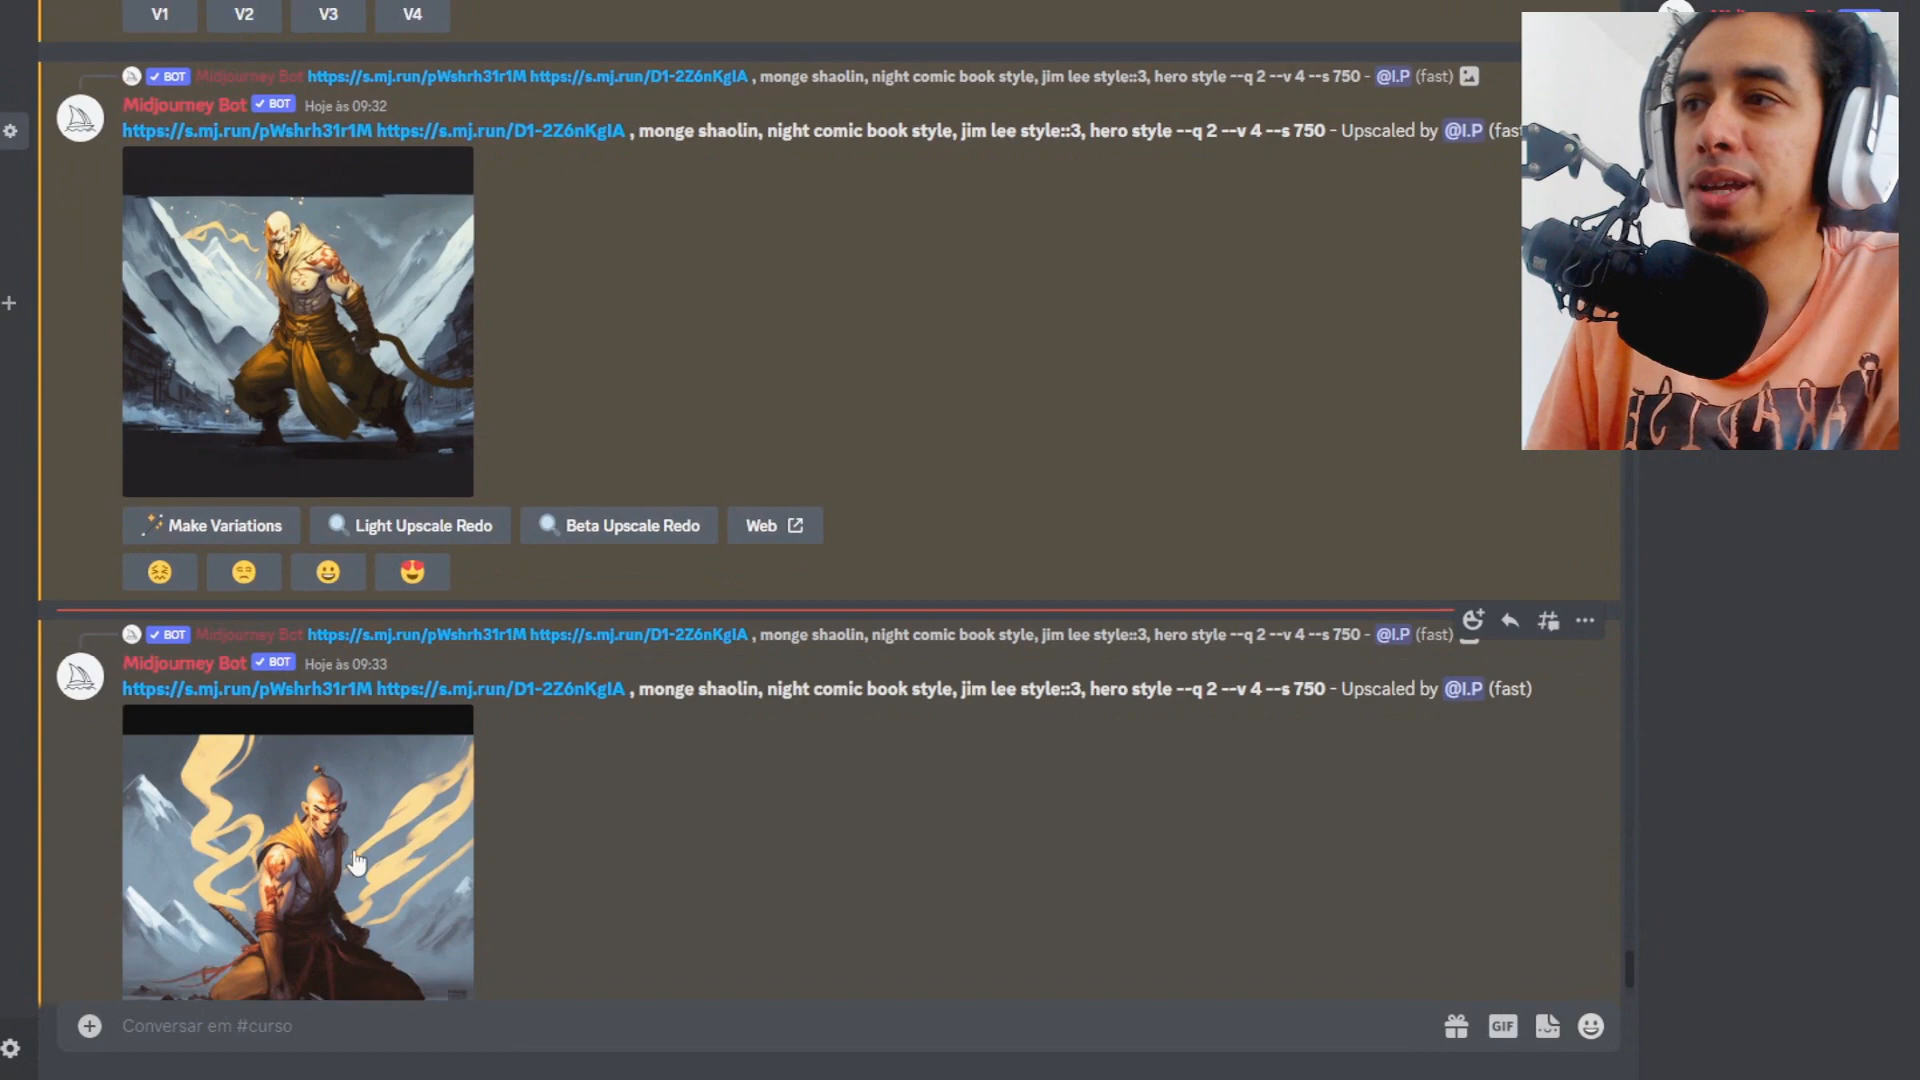 V1 V2 V3 V4
BOT Midjourney Bot https://s.mj.run/pWshrh31r1M https://s.mj.run/D1-2Z6nKgIA , monge shaolin, night comic book style, jim lee style::3, hero style --q 2 --v 4 --s 750 - @I.P (fast)
Midjourney Bot BOT Hoje às 09:32
https://s.mj.run/pWshrh31r1M https://s.mj.run/D1-2Z6nKgIA , monge shaolin, night comic book style, jim lee style::3, hero style --q 2 --v 4 --s 750 - Upscaled by @I.P (fast
Make Variations Light Upscale Redo Beta Upscale Redo Web
BOT Midjourney Bot https://s.mj.run/pWshrh31r1M https://s.mj.run/D1-2Z6nKgIA , monge shaolin, night comic book style, jim lee style::3, hero style --q 2 --v 4 --s 750 - @I.P (fast)
Midjourney Bot BOT Hoje às 09:33
https://s.mj.run/pWshrh31r1M https://s.mj.run/D1-2Z6nKgIA , monge shaolin, night comic book style, jim lee style::3, hero style --q 2 --v 4 --s 750 - Upscaled by @I.P (fast)
Conversar em #curso
GIF